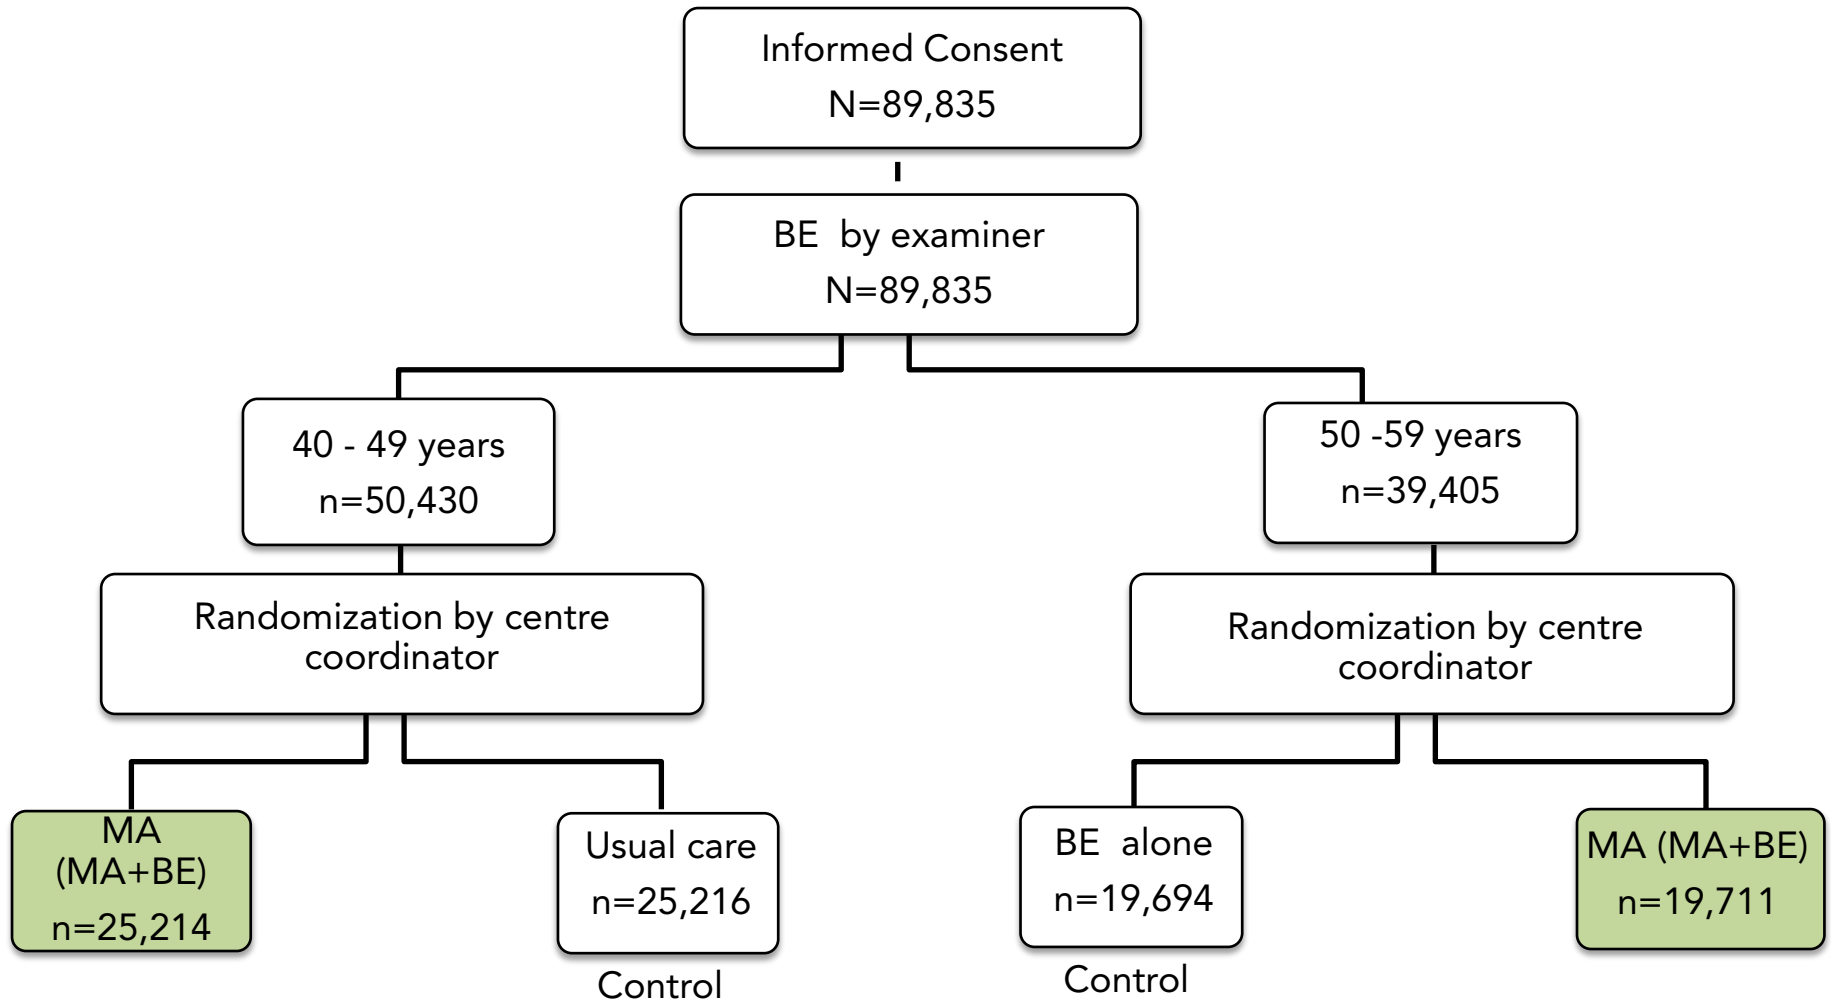 Informed Consent
N=89,835
BE by examiner
N=89,835
40 - 49 years
n=50,430
50 -59 years
n=39,405
Randomization by centre
coordinator
Randomization by centre
coordinator
MA
(MA+BE)
n=25,214
Usual care
n=25,216
Control
BE alone
n=19,694
Control
MA (MA+BE)
n=19,711